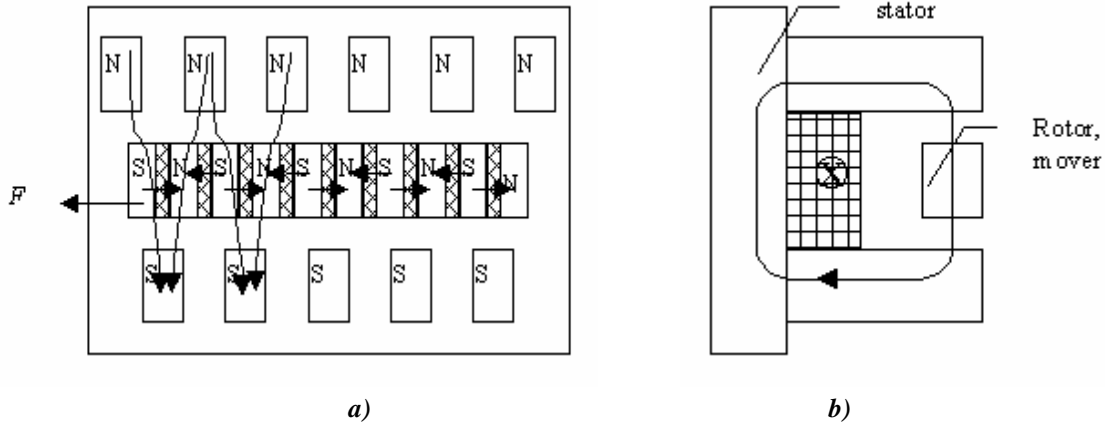 N N N N N N
S N S N S N S N S N
F
S S S S S
a)
stator
X
Rotor,
mover
b)